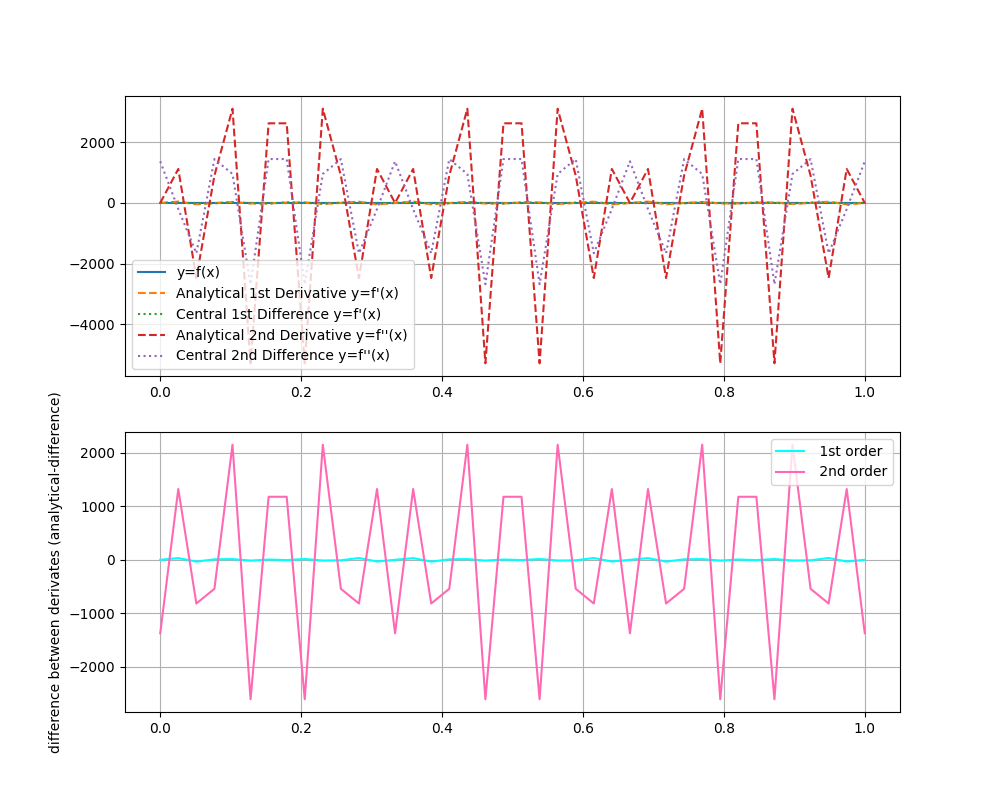 2000
0
−2000
−4000
y=f(x)
Analytical 1st Derivative y=f'(x)
Central 1st Difference y=f'(x)
Analytical 2nd Derivative y=f''(x)
Central 2nd Difference y=f''(x)
0.0 0.2 0.4 0.6 0.8 1.0
difference between derivates (analytical-difference)
2000
1000
0
−1000
−2000
1st order
2nd order
0.0 0.2 0.4 0.6 0.8 1.0